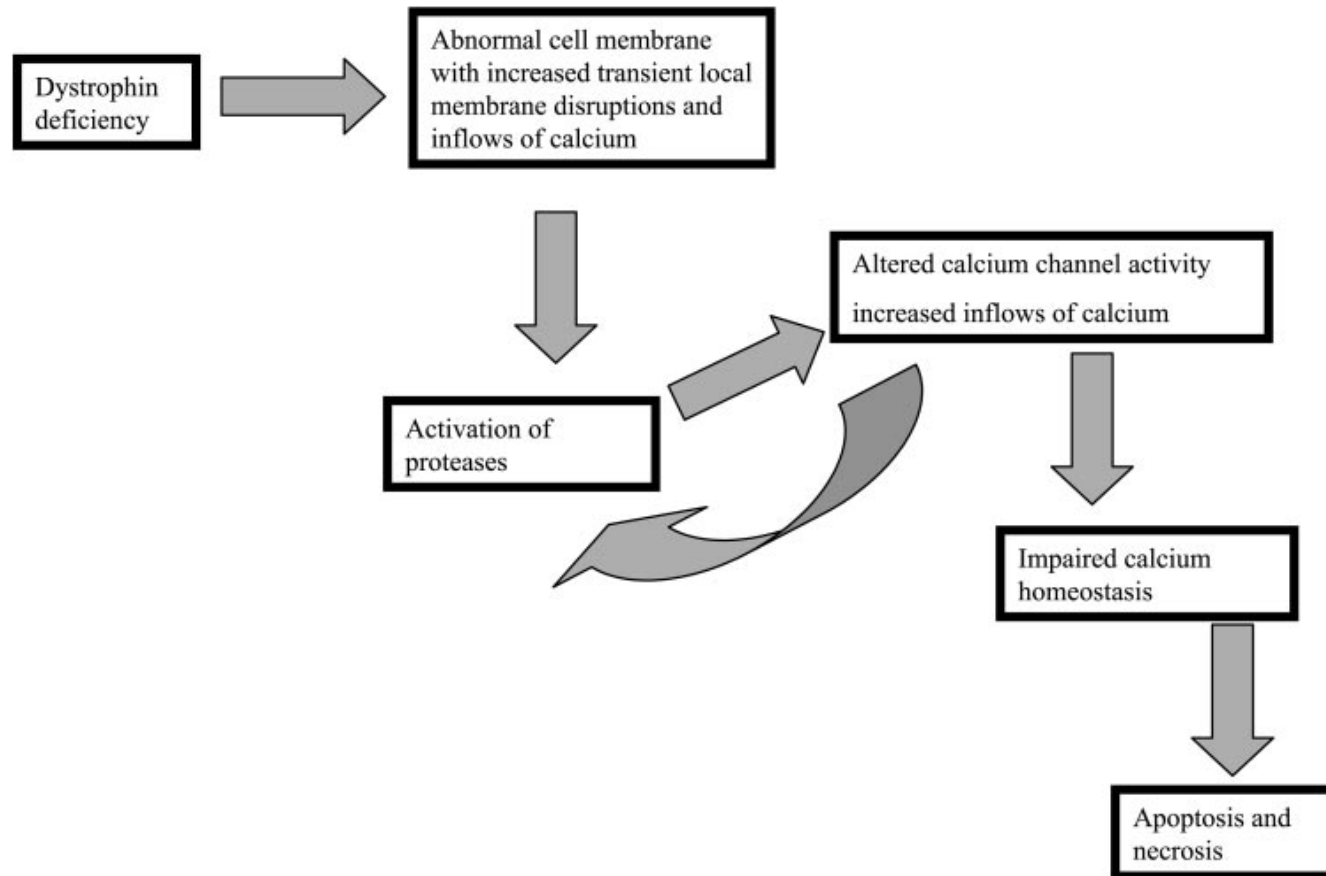 Dystrophin
deficiency
Abnormal cell membrane
with increased transient local
membrane disruptions and
inflows of calcium
Activation of
proteases
Altered calcium channel activity
increased inflows of calcium
Impaired calcium
homeostasis
Apoptosis and
necrosis